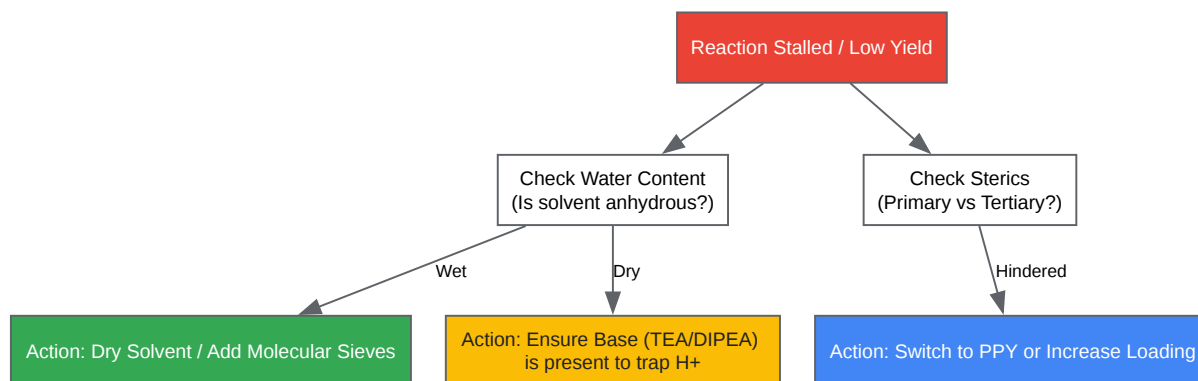 Reaction Stalled / Low Yield
Check Water Content
(Is solvent anhydrous?)
Check Sterics
(Primary vs Tertiary?)
Wet
Dry
Hindered
Action: Dry Solvent / Add Molecular Sieves
Action: Ensure Base (TEA/DIPEA)
is present to trap H+
Action: Switch to PPY or Increase Loading